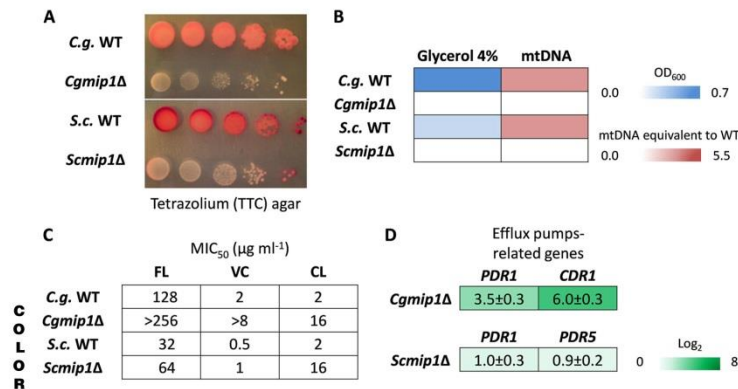 A
C.g. WT
Cgmip1Δ
S.c. WT
Scmip1Δ
Tetrazolium (TTC) agar
B
Glycerol 4% mtDNA
C.g. WT
Cgmip1Δ
S.c. WT
Scmip1Δ
OD600
0.0 0.7
mtDNA equivalent to WT
0.0 5.5
C
MIC50 (µg ml-1)
FL VC CL
C.g. WT 128 2 2
Cgmip1Δ >256 >8 16
S.c. WT 32 0.5 2
Scmip1Δ 64 1 16
COLOR
D
Efflux pumps-
related genes
PDR1 CDR1
Cgmip1Δ 3.5±0.3 6.0±0.3
PDR1 PDR5
Scmip1Δ 1.0±0.3 0.9±0.2
Log2
0 8